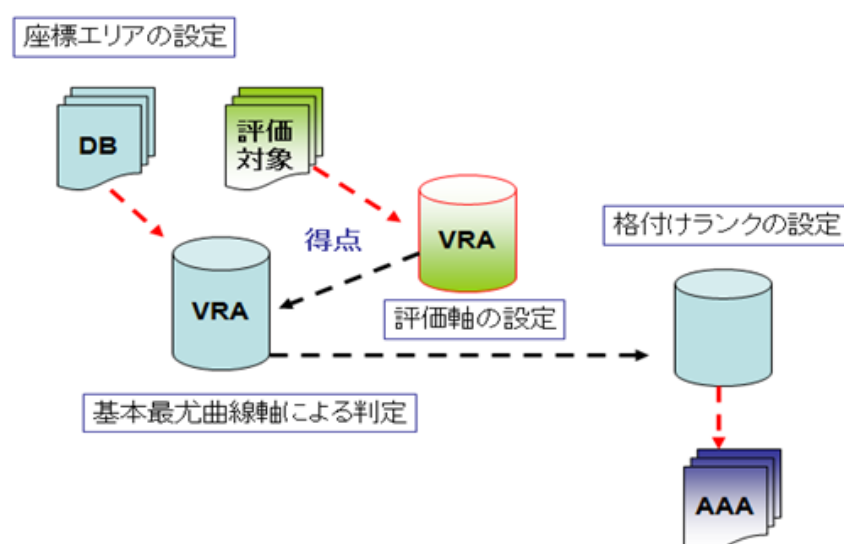 座標エリアの設定
DB
評価
対象
得点
VRA
格付けランクの設定
VRA
評価軸の設定
基本最尤曲線軸による判定
AAA